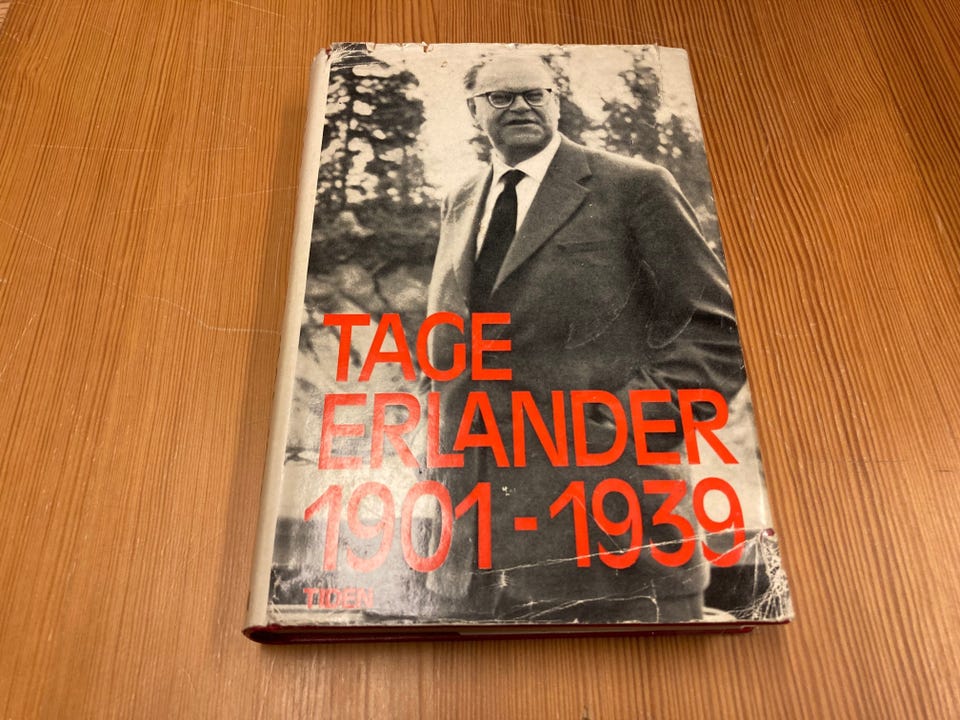 TAGE
ERLANDER
1901-1939
TIDEN